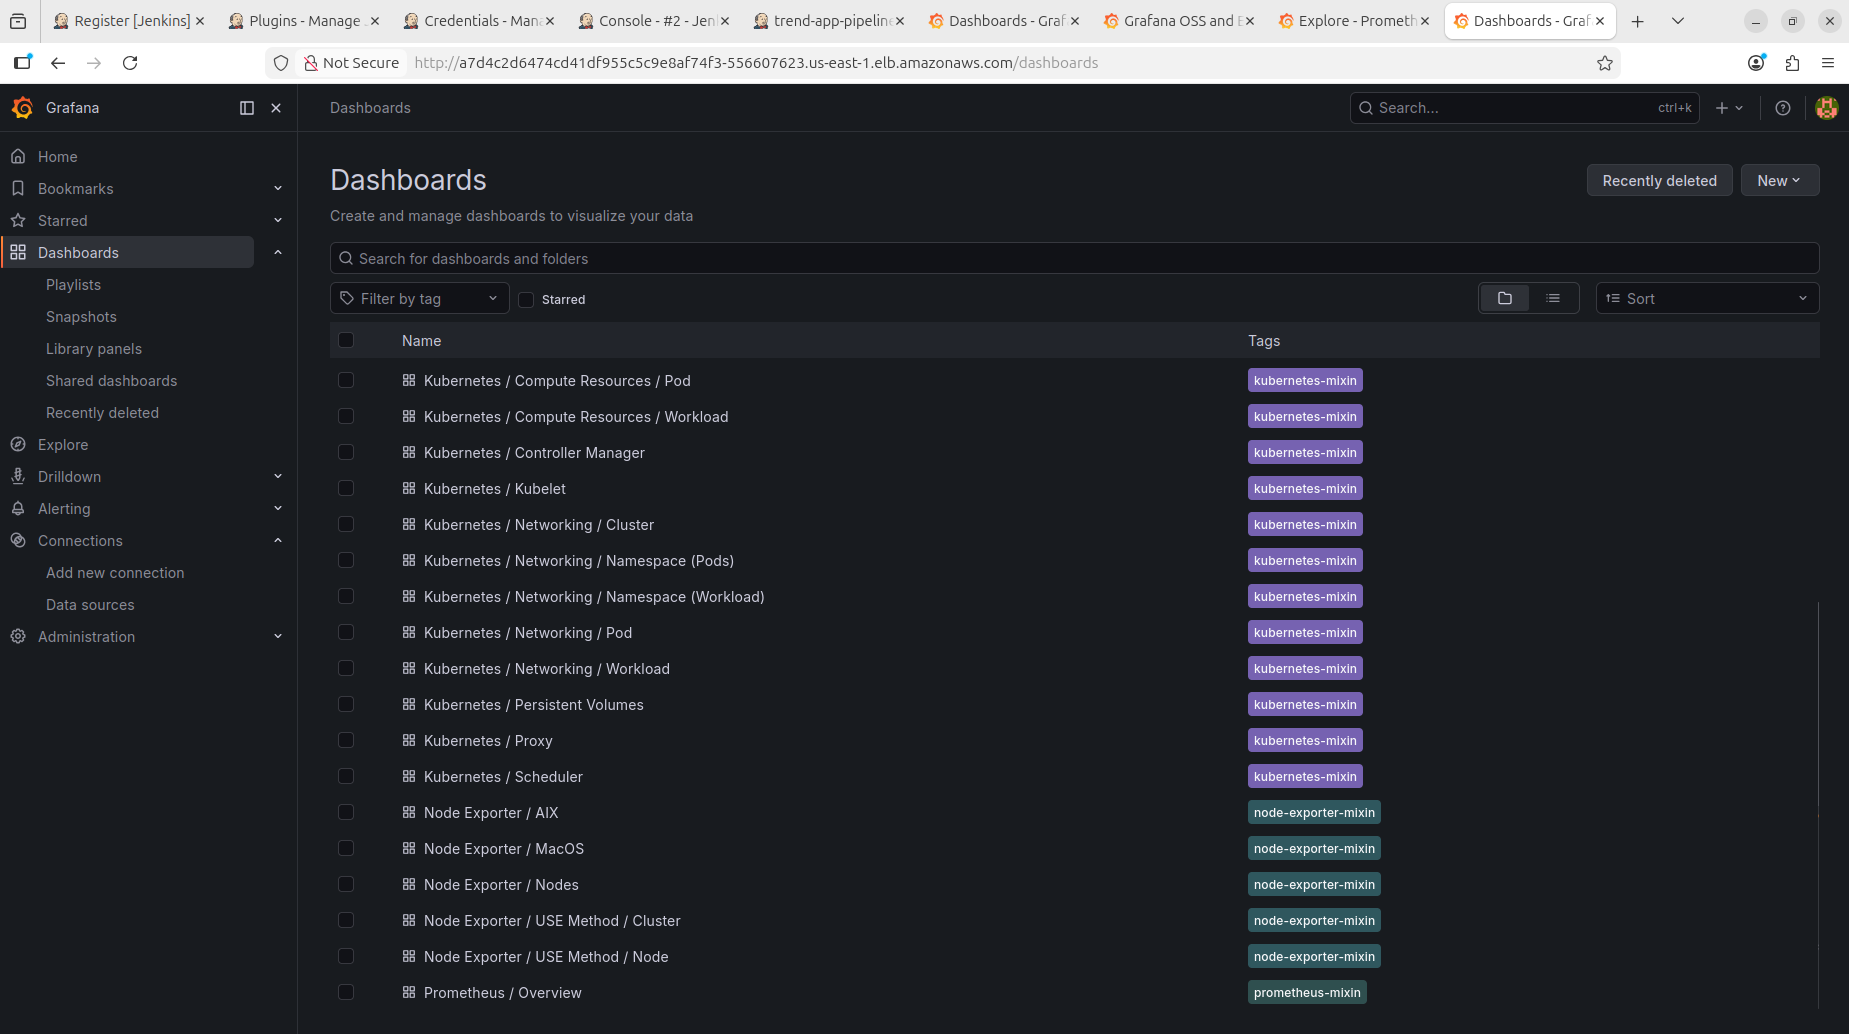 Register [Jenkins]
Plugins - Manage
Credentials - Man
Console - #2 - Jen
trend-app-pipelin
Dashboards - Graf
Grafana OSS and E
Explore - Prometh
Dashboards - Graf
Not Secure
http://a7d4c2d6474cd41df955c5c9e8af74f3-556607623.us-east-1.elb.amazonaws.com/dashboards
Grafana
Dashboards
Search...
ctrl+k
Home
Bookmarks
Starred
Dashboards
Playlists
Snapshots
Library panels
Shared dashboards
Recently deleted
Explore
Drilldown
Alerting
Connections
Add new connection
Data sources
Administration
Dashboards
Recently deleted
New
Create and manage dashboards to visualize your data
Search for dashboards and folders
Filter by tag
Starred
Sort
Name Tags
Kubernetes / Compute Resources / Pod kubernetes-mixin
Kubernetes / Compute Resources / Workload kubernetes-mixin
Kubernetes / Controller Manager kubernetes-mixin
Kubernetes / Kubelet kubernetes-mixin
Kubernetes / Networking / Cluster kubernetes-mixin
Kubernetes / Networking / Namespace (Pods) kubernetes-mixin
Kubernetes / Networking / Namespace (Workload) kubernetes-mixin
Kubernetes / Networking / Pod kubernetes-mixin
Kubernetes / Networking / Workload kubernetes-mixin
Kubernetes / Persistent Volumes kubernetes-mixin
Kubernetes / Proxy kubernetes-mixin
Kubernetes / Scheduler kubernetes-mixin
Node Exporter / AIX node-exporter-mixin
Node Exporter / MacOS node-exporter-mixin
Node Exporter / Nodes node-exporter-mixin
Node Exporter / USE Method / Cluster node-exporter-mixin
Node Exporter / USE Method / Node node-exporter-mixin
Prometheus / Overview prometheus-mixin